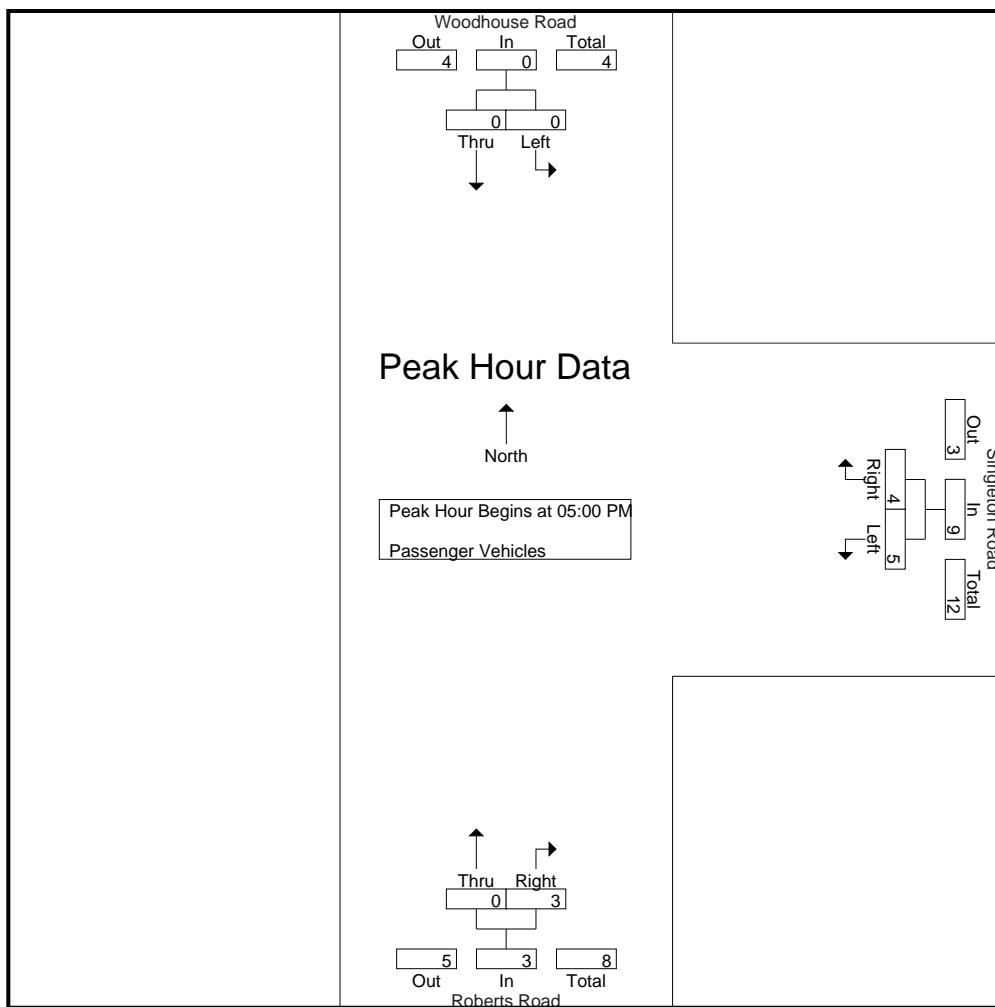 Woodhouse Road
Out In Total
4 0 4
0 0
Thru Left
Peak Hour Data
North
Peak Hour Begins at 05:00 PM
Passenger Vehicles
Singleton Road
Out In Total
3 9 12
Right Left
4 5
Thru Right
0 3
5 3 8
Out In Total
Roberts Road